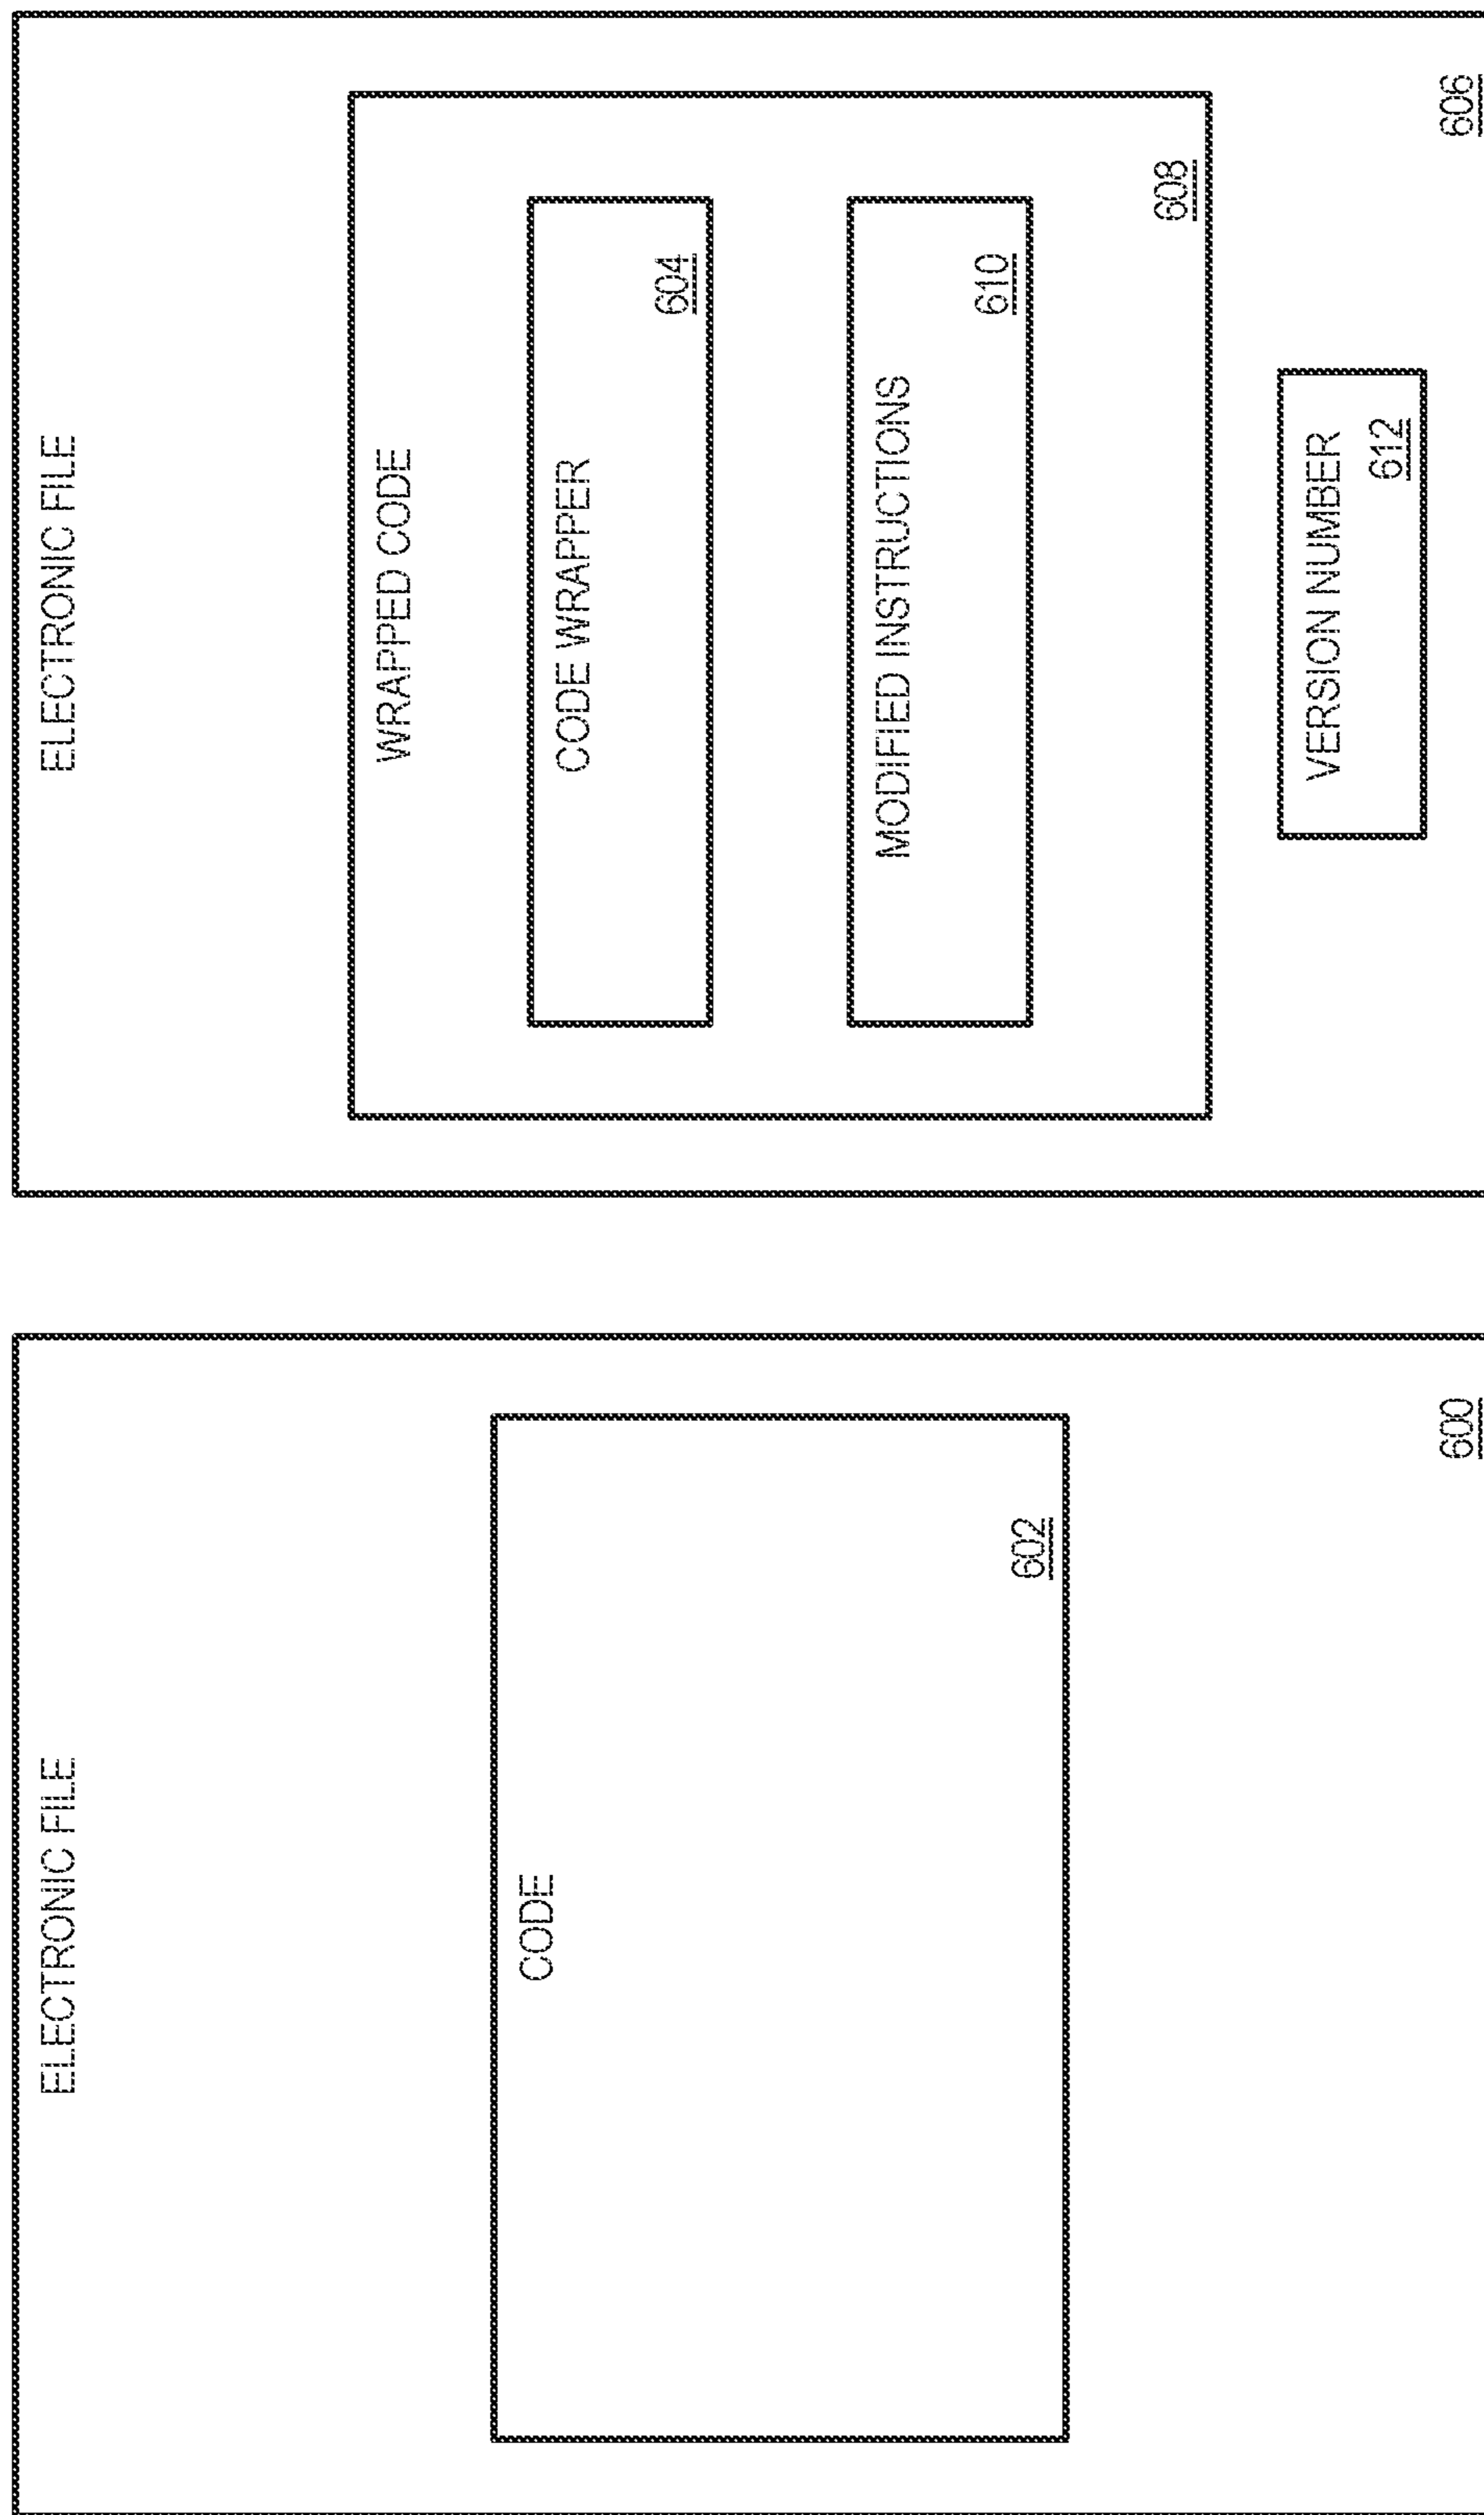 ELECTRONIC FILE
CODE
602
600
ELECTRONIC FILE
WRAPPED CODE
CODE WRAPPER
604
MODIFIED INSTRUCTIONS
610
608
VERSION NUMBER
612
606